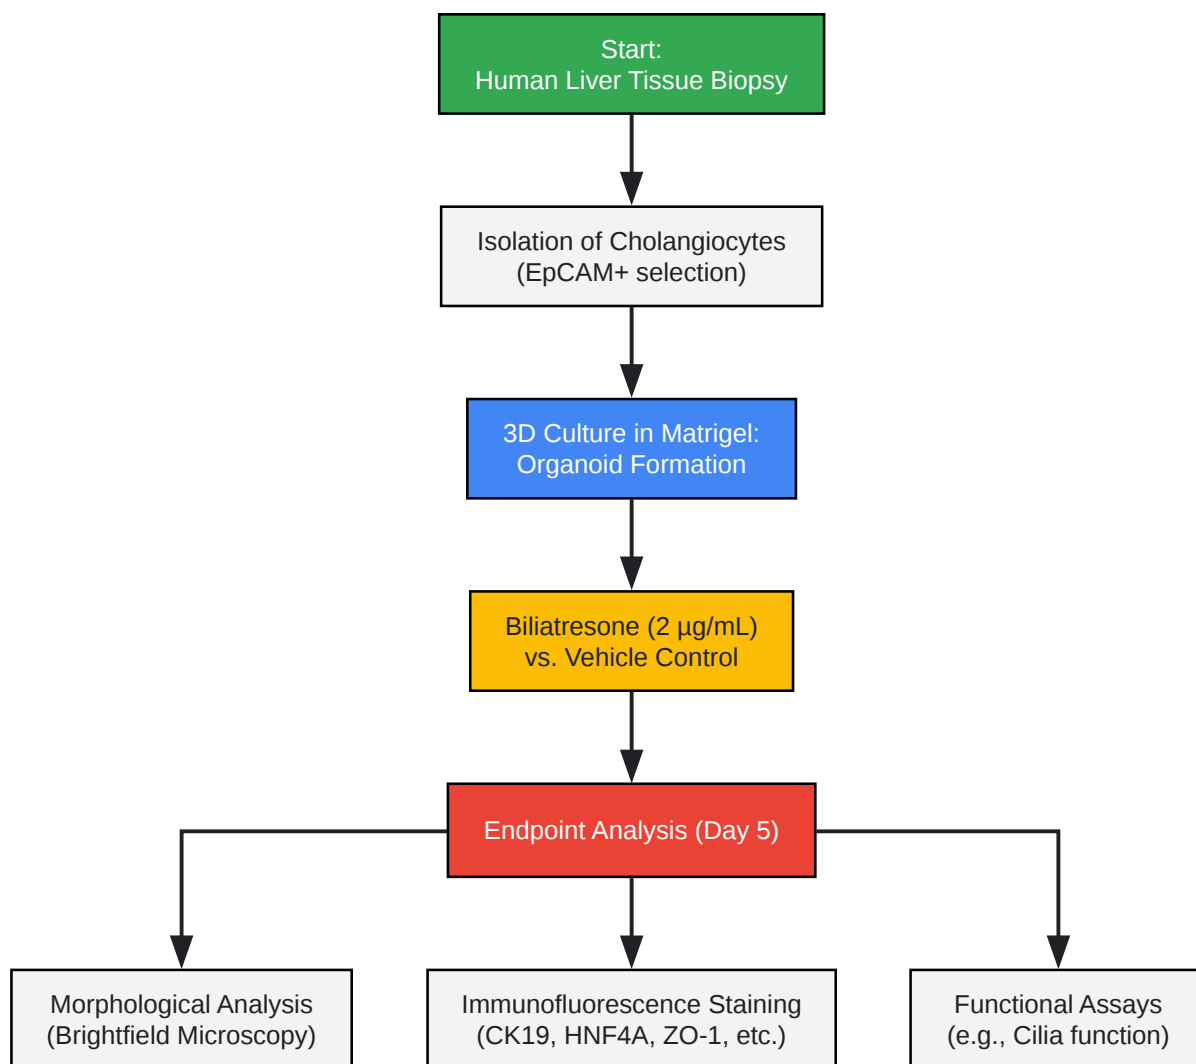 Start:
Human Liver Tissue Biopsy
Isolation of Cholangiocytes
(EpCAM+ selection)
3D Culture in Matrigel:
Organoid Formation
Biliatresone (2 µg/mL)
vs. Vehicle Control
Endpoint Analysis (Day 5)
Morphological Analysis
(Brightfield Microscopy)
Immunofluorescence Staining
(CK19, HNF4A, ZO-1, etc.)
Functional Assays
(e.g., Cilia function)